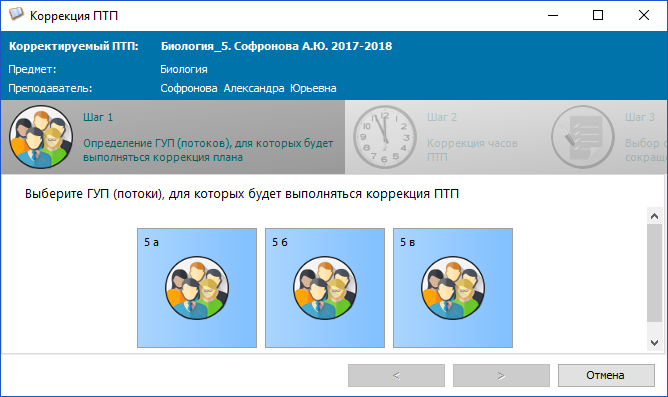 Коррекция ПТП
Корректируемый ПТП: Биология_5. Софронова А.Ю. 2017-2018
Предмет: Биология
Преподаватель: Софронова Александра Юрьевна
Шаг 1
Определение ГУП (потоков), для которых будет
выполняться коррекция плана
Шаг 2
Коррекция часов
ПТП
Шаг 3
Выбор
сокращ
Выберите ГУП (потоки), для которых будет выполняться коррекция ПТП
5 а
5 б
5 в
<
>
Отмена